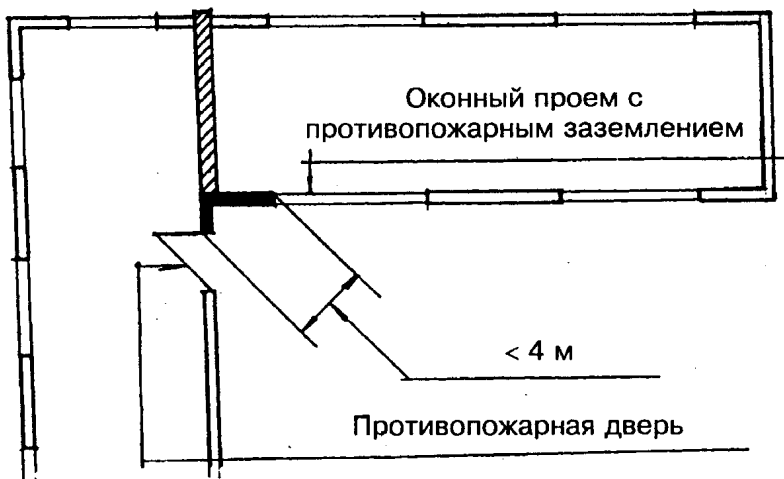 Оконный проем с
противопожарным заземлением
< 4 м
Противопожарная дверь